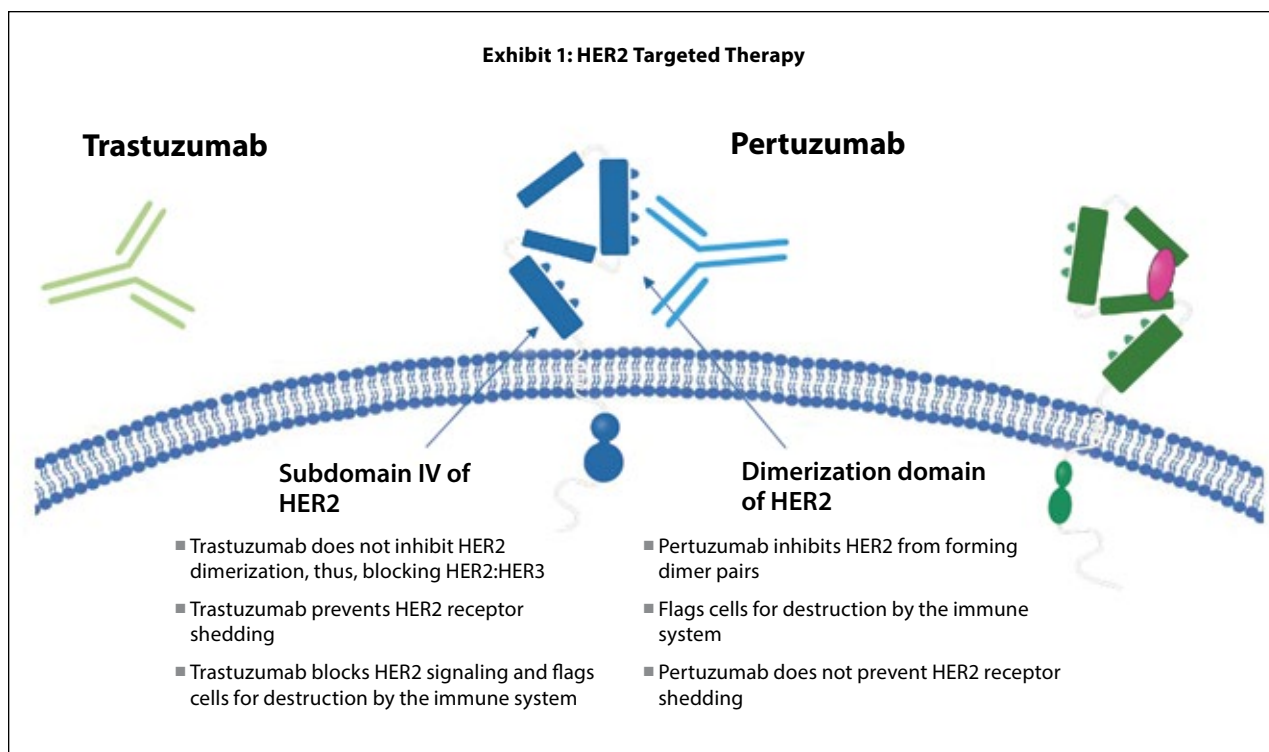 Exhibit 1: HER2 Targeted Therapy
Trastuzumab
Pertuzumab
Subdomain IV of
HER2
■ Trastuzumab does not inhibit HER2
dimerization, thus, blocking HER2:HER3
■ Trastuzumab prevents HER2 receptor
shedding
■ Trastuzumab blocks HER2 signaling and flags
cells for destruction by the immune system
Dimerization domain
of HER2
■ Pertuzumab inhibits HER2 from forming
dimer pairs
■ Flags cells for destruction by the immune
system
■ Pertuzumab does not prevent HER2 receptor
shedding